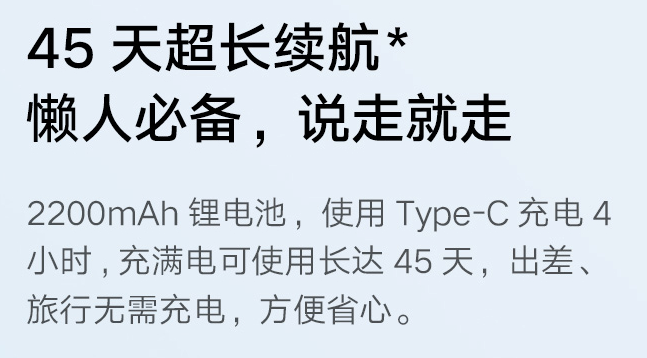 45 天超长续航*
懒人必备，说走就走
2200mAh 锂电池，使用 Type-C 充电 4
小时，充满电可使用长达 45 天，出差、
旅行无需充电，方便省心。